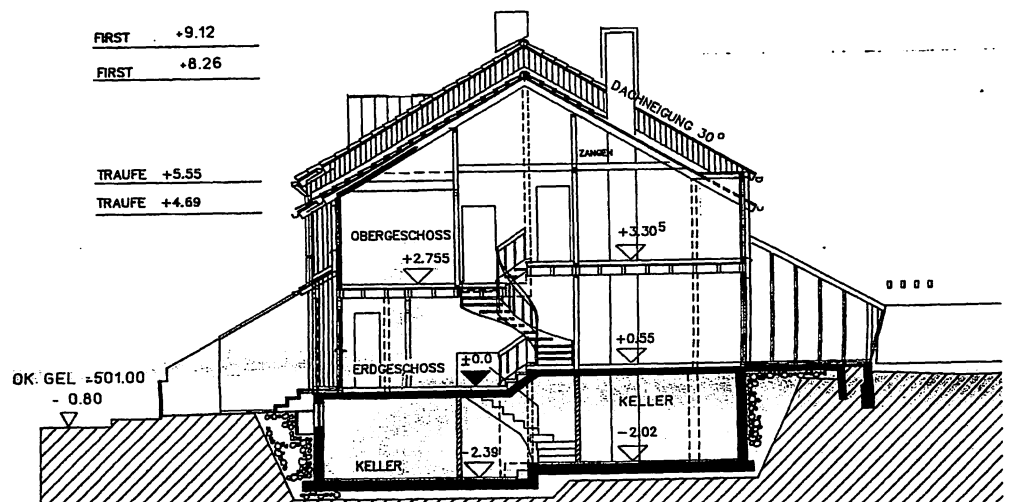 FIRST +9.12
FIRST +8.26
DACHNEIGUNG 30°
ZANGEN
TRAUFE +5.55
TRAUFE +4.69
OBERGESCHOSS
+3.30⁵
+2.755
+0.55
+0.0
ERDGESCHOSS
OK. GEL =501.00
- 0.80
KELLER
-2.02
-2.39
KELLER